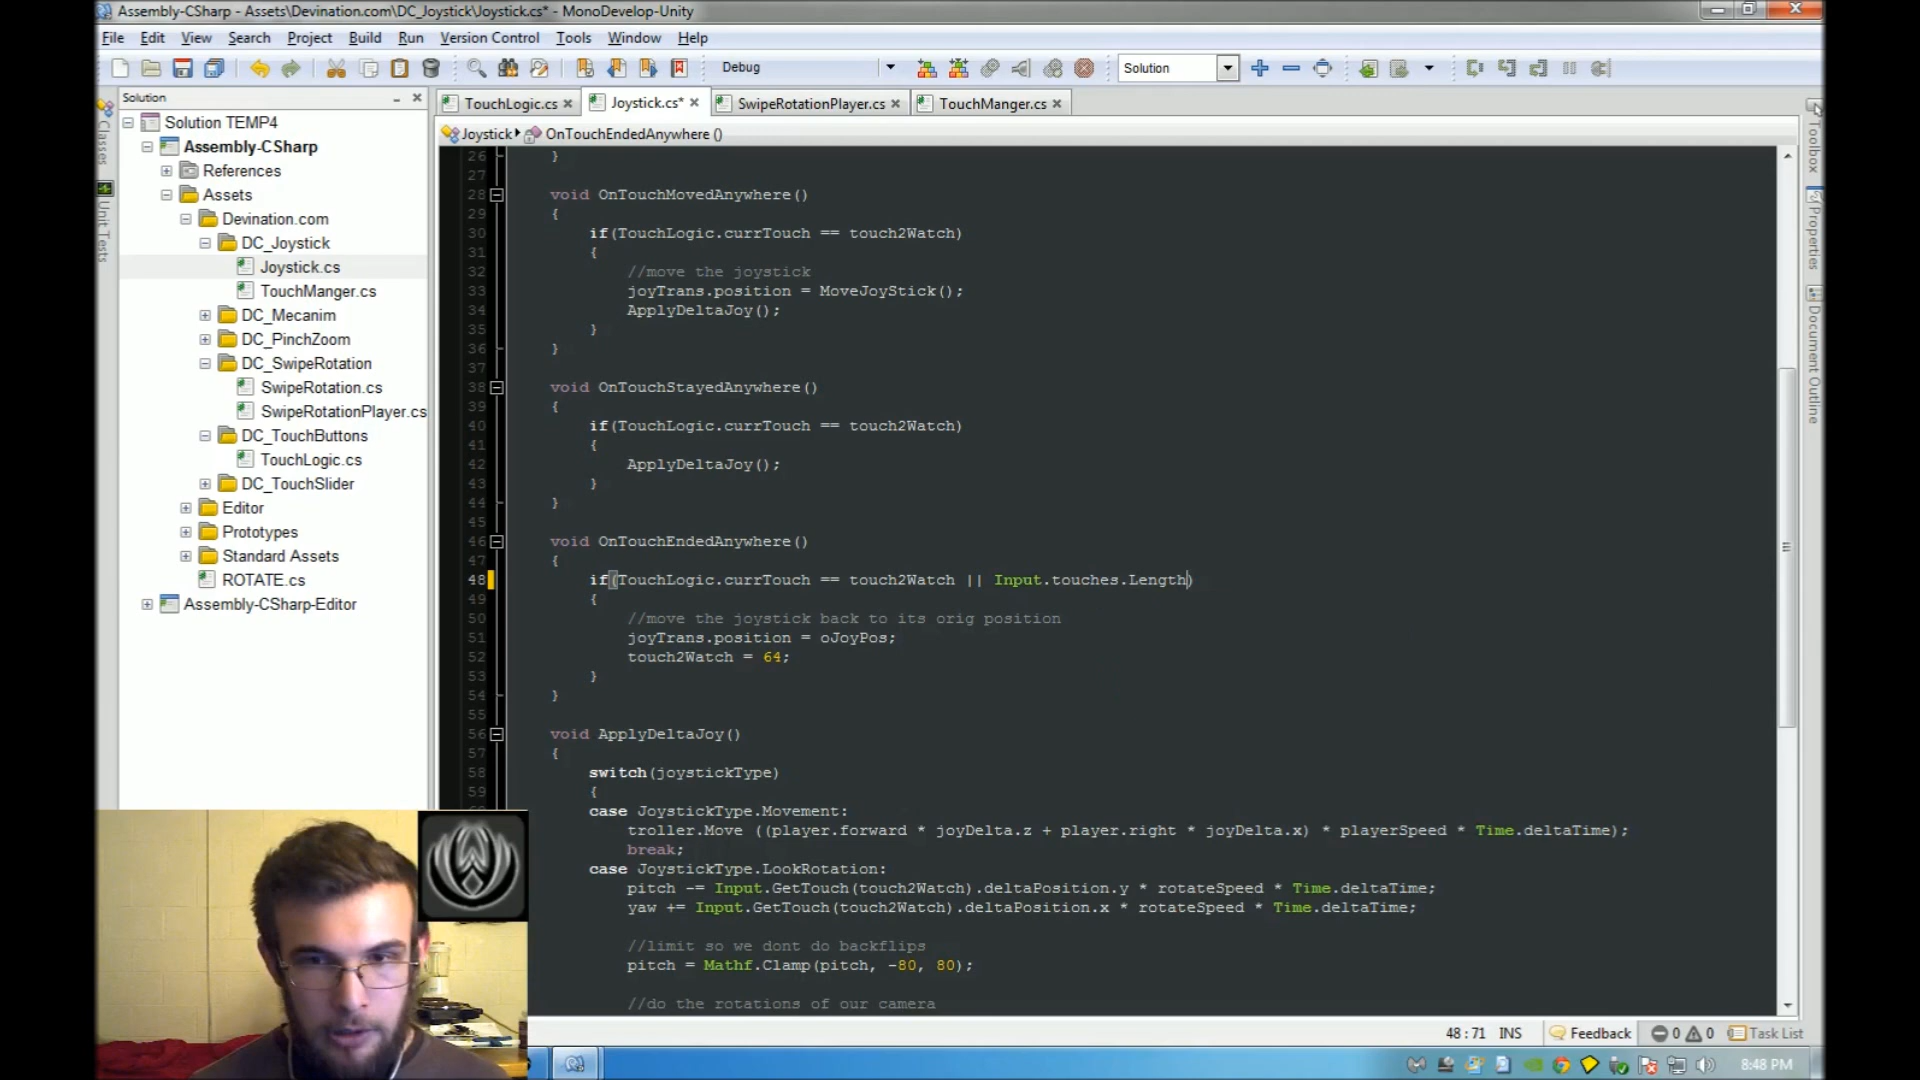 Assembly-CSharp - Assets\Devination.com\DC_Joystick\Joystick.cs* - MonoDevelop-Unity
File Edit View Search Project Build Run Version Control Tools Window Help
Debug Solution
Solution
TouchLogic.cs Joystick.cs* SwipeRotationPlayer.cs TouchManger.cs
Joystick OnTouchEndedAnywhere ()
Classes
Unit Tests
Solution TEMP4
Assembly-CSharp
References
Assets
Devination.com
DC_Joystick
Joystick.cs
TouchManger.cs
DC_Mecanim
DC_PinchZoom
DC_SwipeRotation
SwipeRotation.cs
SwipeRotationPlayer.cs
DC_TouchButtons
TouchLogic.cs
DC_TouchSlider
Editor
Prototypes
Standard Assets
ROTATE.cs
Assembly-CSharp-Editor
26 }
27
28 void OnTouchMovedAnywhere()
29 {
30 if(TouchLogic.currTouch == touch2Watch)
31 {
32 //move the joystick
33 joyTrans.position = MoveJoyStick();
34 ApplyDeltaJoy();
35 }
36 }
37
38 void OnTouchStayedAnywhere()
39 {
40 if(TouchLogic.currTouch == touch2Watch)
41 {
42 ApplyDeltaJoy();
43 }
44 }
45
46 void OnTouchEndedAnywhere()
47 {
48 if(TouchLogic.currTouch == touch2Watch || Input.touches.Length)
49 {
50 //move the joystick back to its orig position
51 joyTrans.position = oJoyPos;
52 touch2Watch = 64;
53 }
54 }
55
56 void ApplyDeltaJoy()
57 {
58 switch(joystickType)
59 {
case JoystickType.Movement:
troller.Move ((player.forward * joyDelta.z + player.right * joyDelta.x) * playerSpeed * Time.deltaTime);
break;
case JoystickType.LookRotation:
pitch -= Input.GetTouch(touch2Watch).deltaPosition.y * rotateSpeed * Time.deltaTime;
yaw += Input.GetTouch(touch2Watch).deltaPosition.x * rotateSpeed * Time.deltaTime;
//limit so we dont do backflips
pitch = Mathf.Clamp(pitch, -80, 80);
//do the rotations of our camera
Toolbox
Properties
Document Outline
48 : 71 INS Feedback 0 0 Task List
8:48 PM